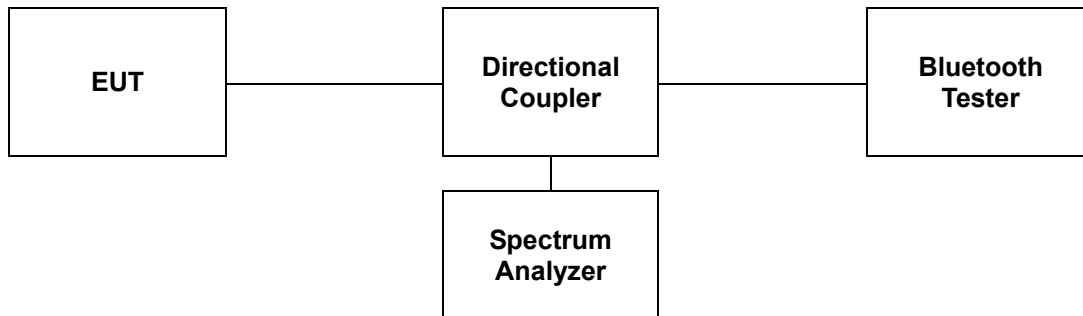 EUT
Directional
Coupler
Bluetooth
Tester
Spectrum
Analyzer